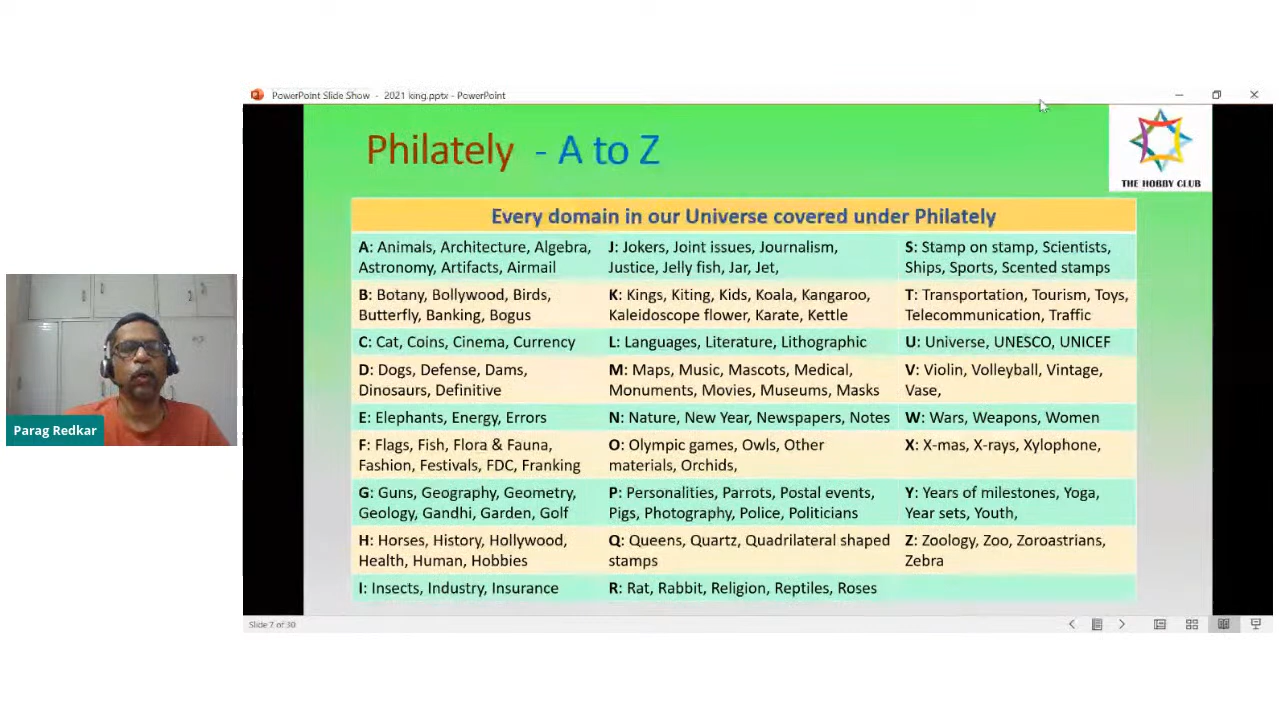 PowerPoint Slide Show - 2021 king.pptx - PowerPoint
Philately - A to Z
THE HOBBY CLUB
Every domain in our Universe covered under Philately
A: Animals, Architecture, Algebra,
Astronomy, Artifacts, Airmail
B: Botany, Bollywood, Birds,
Butterfly, Banking, Bogus
C: Cat, Coins, Cinema, Currency
D: Dogs, Defense, Dams,
Dinosaurs, Definitive
E: Elephants, Energy, Errors
F: Flags, Fish, Flora & Fauna,
Fashion, Festivals, FDC, Franking
G: Guns, Geography, Geometry,
Geology, Gandhi, Garden, Golf
H: Horses, History, Hollywood,
Health, Human, Hobbies
I: Insects, Industry, Insurance
J: Jokers, Joint issues, Journalism,
Justice, Jelly fish, Jar, Jet,
K: Kings, Kiting, Kids, Koala, Kangaroo,
Kaleidoscope flower, Karate, Kettle
L: Languages, Literature, Lithographic
M: Maps, Music, Mascots, Medical,
Monuments, Movies, Museums, Masks
N: Nature, New Year, Newspapers, Notes
O: Olympic games, Owls, Other
materials, Orchids,
P: Personalities, Parrots, Postal events,
Pigs, Photography, Police, Politicians
Q: Queens, Quartz, Quadrilateral shaped
stamps
R: Rat, Rabbit, Religion, Reptiles, Roses
S: Stamp on stamp, Scientists,
Ships, Sports, Scented stamps
T: Transportation, Tourism, Toys,
Telecommunication, Traffic
U: Universe, UNESCO, UNICEF
V: Violin, Volleyball, Vintage,
Vase,
W: Wars, Weapons, Women
X: X-mas, X-rays, Xylophone,
Y: Years of milestones, Yoga,
Year sets, Youth,
Z: Zoology, Zoo, Zoroastrians,
Zebra
Parag Redkar
Slide 7 of 30